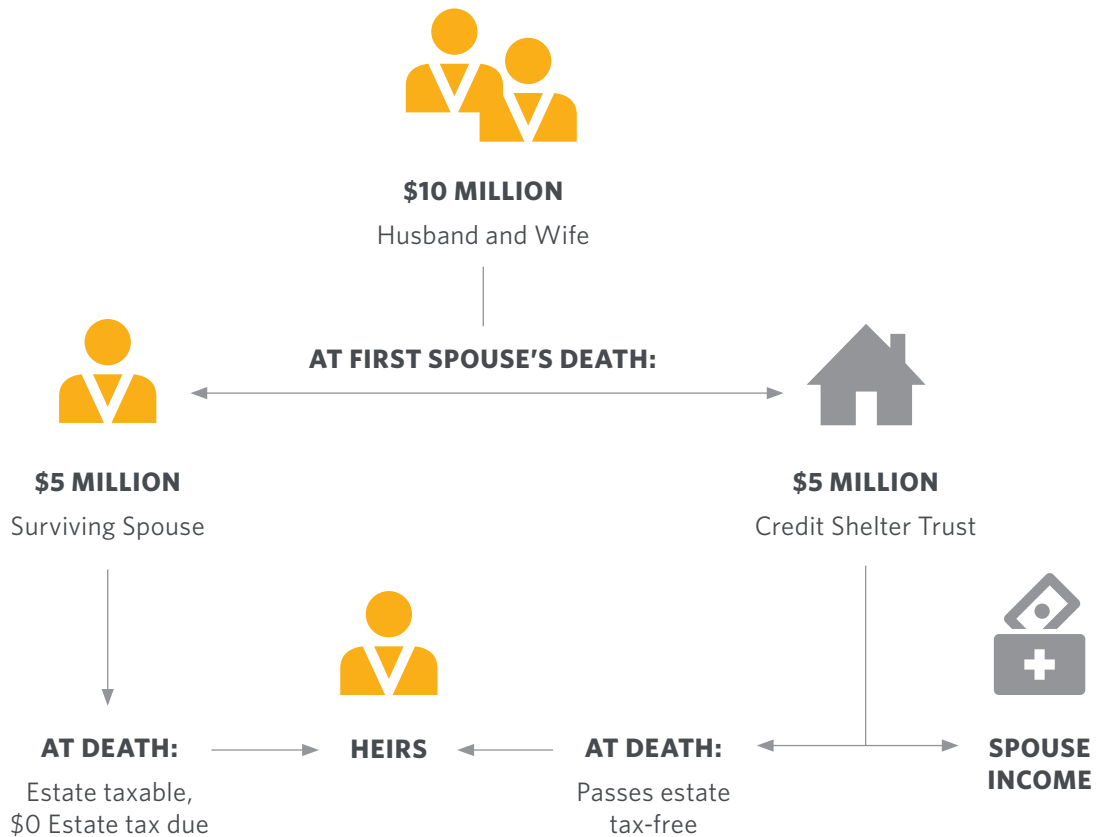 $10 MILLION
Husband and Wife
AT FIRST SPOUSE'S DEATH:
$5 MILLION
Surviving Spouse
$5 MILLION
Credit Shelter Trust
AT DEATH:
Estate taxable,
$0 Estate tax due
HEIRS
AT DEATH:
Passes estate
tax-free
SPOUSE
INCOME